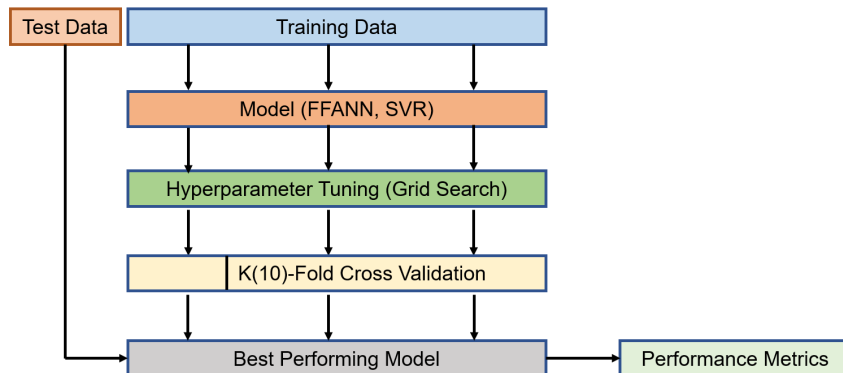 Test Data
Training Data
Model (FFANN, SVR)
Hyperparameter Tuning (Grid Search)
K(10)-Fold Cross Validation
Best Performing Model
Performance Metrics